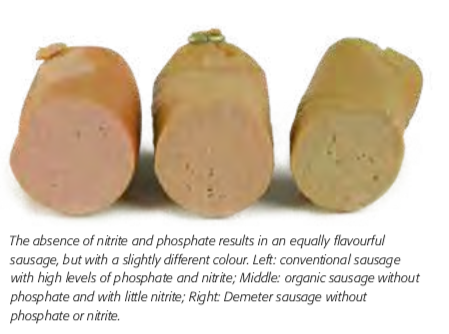 The absence of nitrite and phosphate results in an equally flavourful
sausage, but with a slightly different colour. Left: conventional sausage
with high levels of phosphate and nitrite; Middle: organic sausage without
phosphate and with little nitrite; Right: Demeter sausage without
phosphate or nitrite.